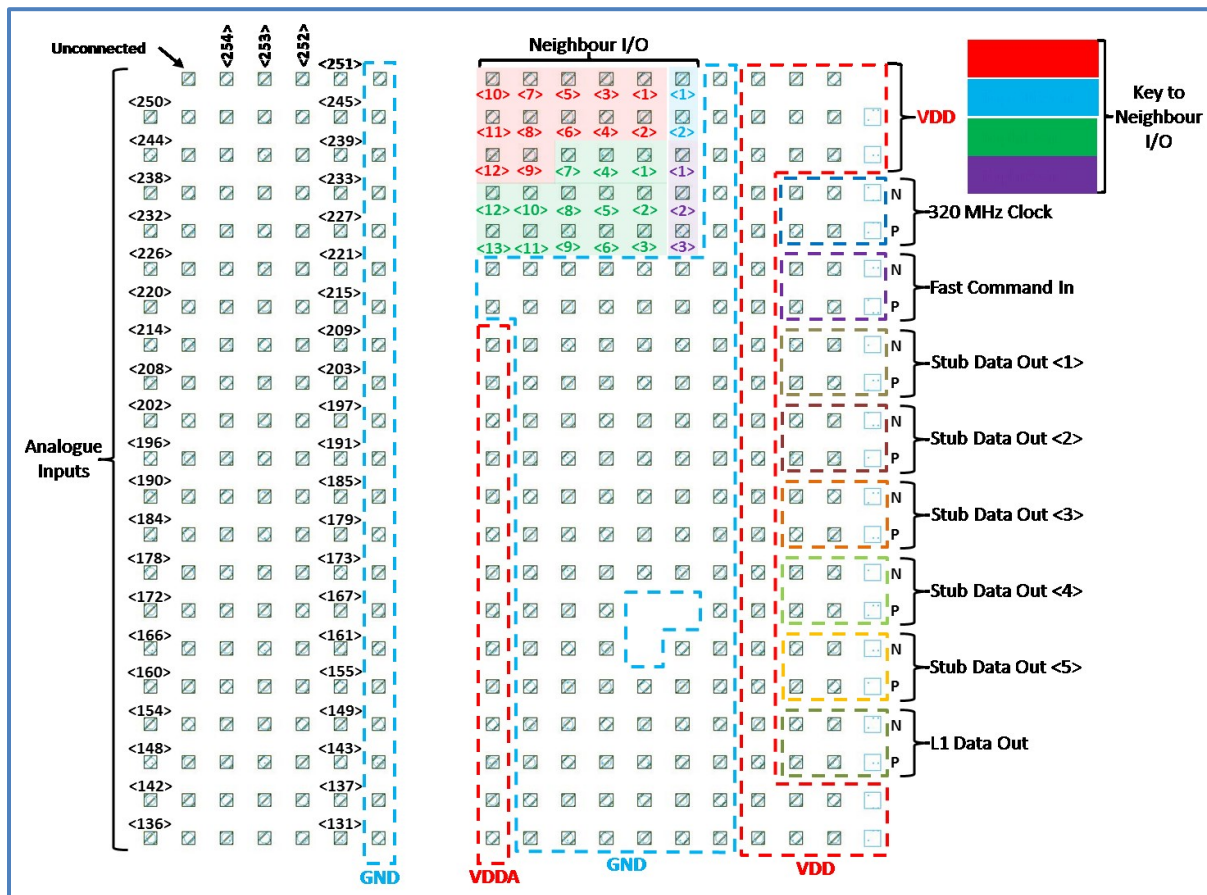 Unconnected
<254>
<253>
<252>
<251>
Neighbour I/O
<10> <7> <5> <3> <1> <1>
<250> <245>
<11> <8> <6> <4> <2> <2>
<244> <239>
<12> <9> <7> <4> <1> <1>
<238> <233>
<12> <10> <8> <5> <2> <2>
<232> <227>
<13> <11> <9> <6> <3> <3>
<226> <221>
<220> <215>
<214> <209>
<208> <203>
<202> <197>
<196> <191>
<190> <185>
<184> <179>
<178> <173>
<172> <167>
<166> <161>
<160> <155>
<154> <149>
<148> <143>
<142> <137>
<136> <131>
Analogue
Inputs
GND
VDDA
GND
VDD
VDD
Key to
Neighbour
I/O
N
P
320 MHz Clock
N
P
Fast Command In
N
P
Stub Data Out <1>
N
P
Stub Data Out <2>
N
P
Stub Data Out <3>
N
P
Stub Data Out <4>
N
P
Stub Data Out <5>
N
P
L1 Data Out